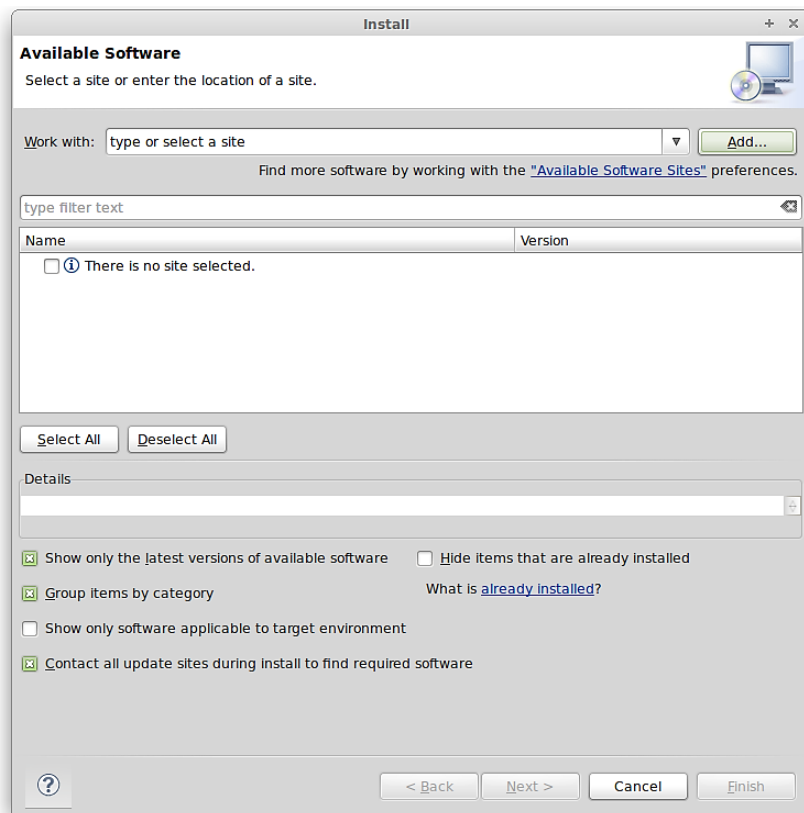 Install
Available Software
Select a site or enter the location of a site.
Work with: type or select a site Add...
Find more software by working with the "Available Software Sites" preferences.
type filter text
Name Version
There is no site selected.
Select All Deselect All
Details
Show only the latest versions of available software Hide items that are already installed
Group items by category What is already installed?
Show only software applicable to target environment
Contact all update sites during install to find required software
? < Back Next > Cancel Finish